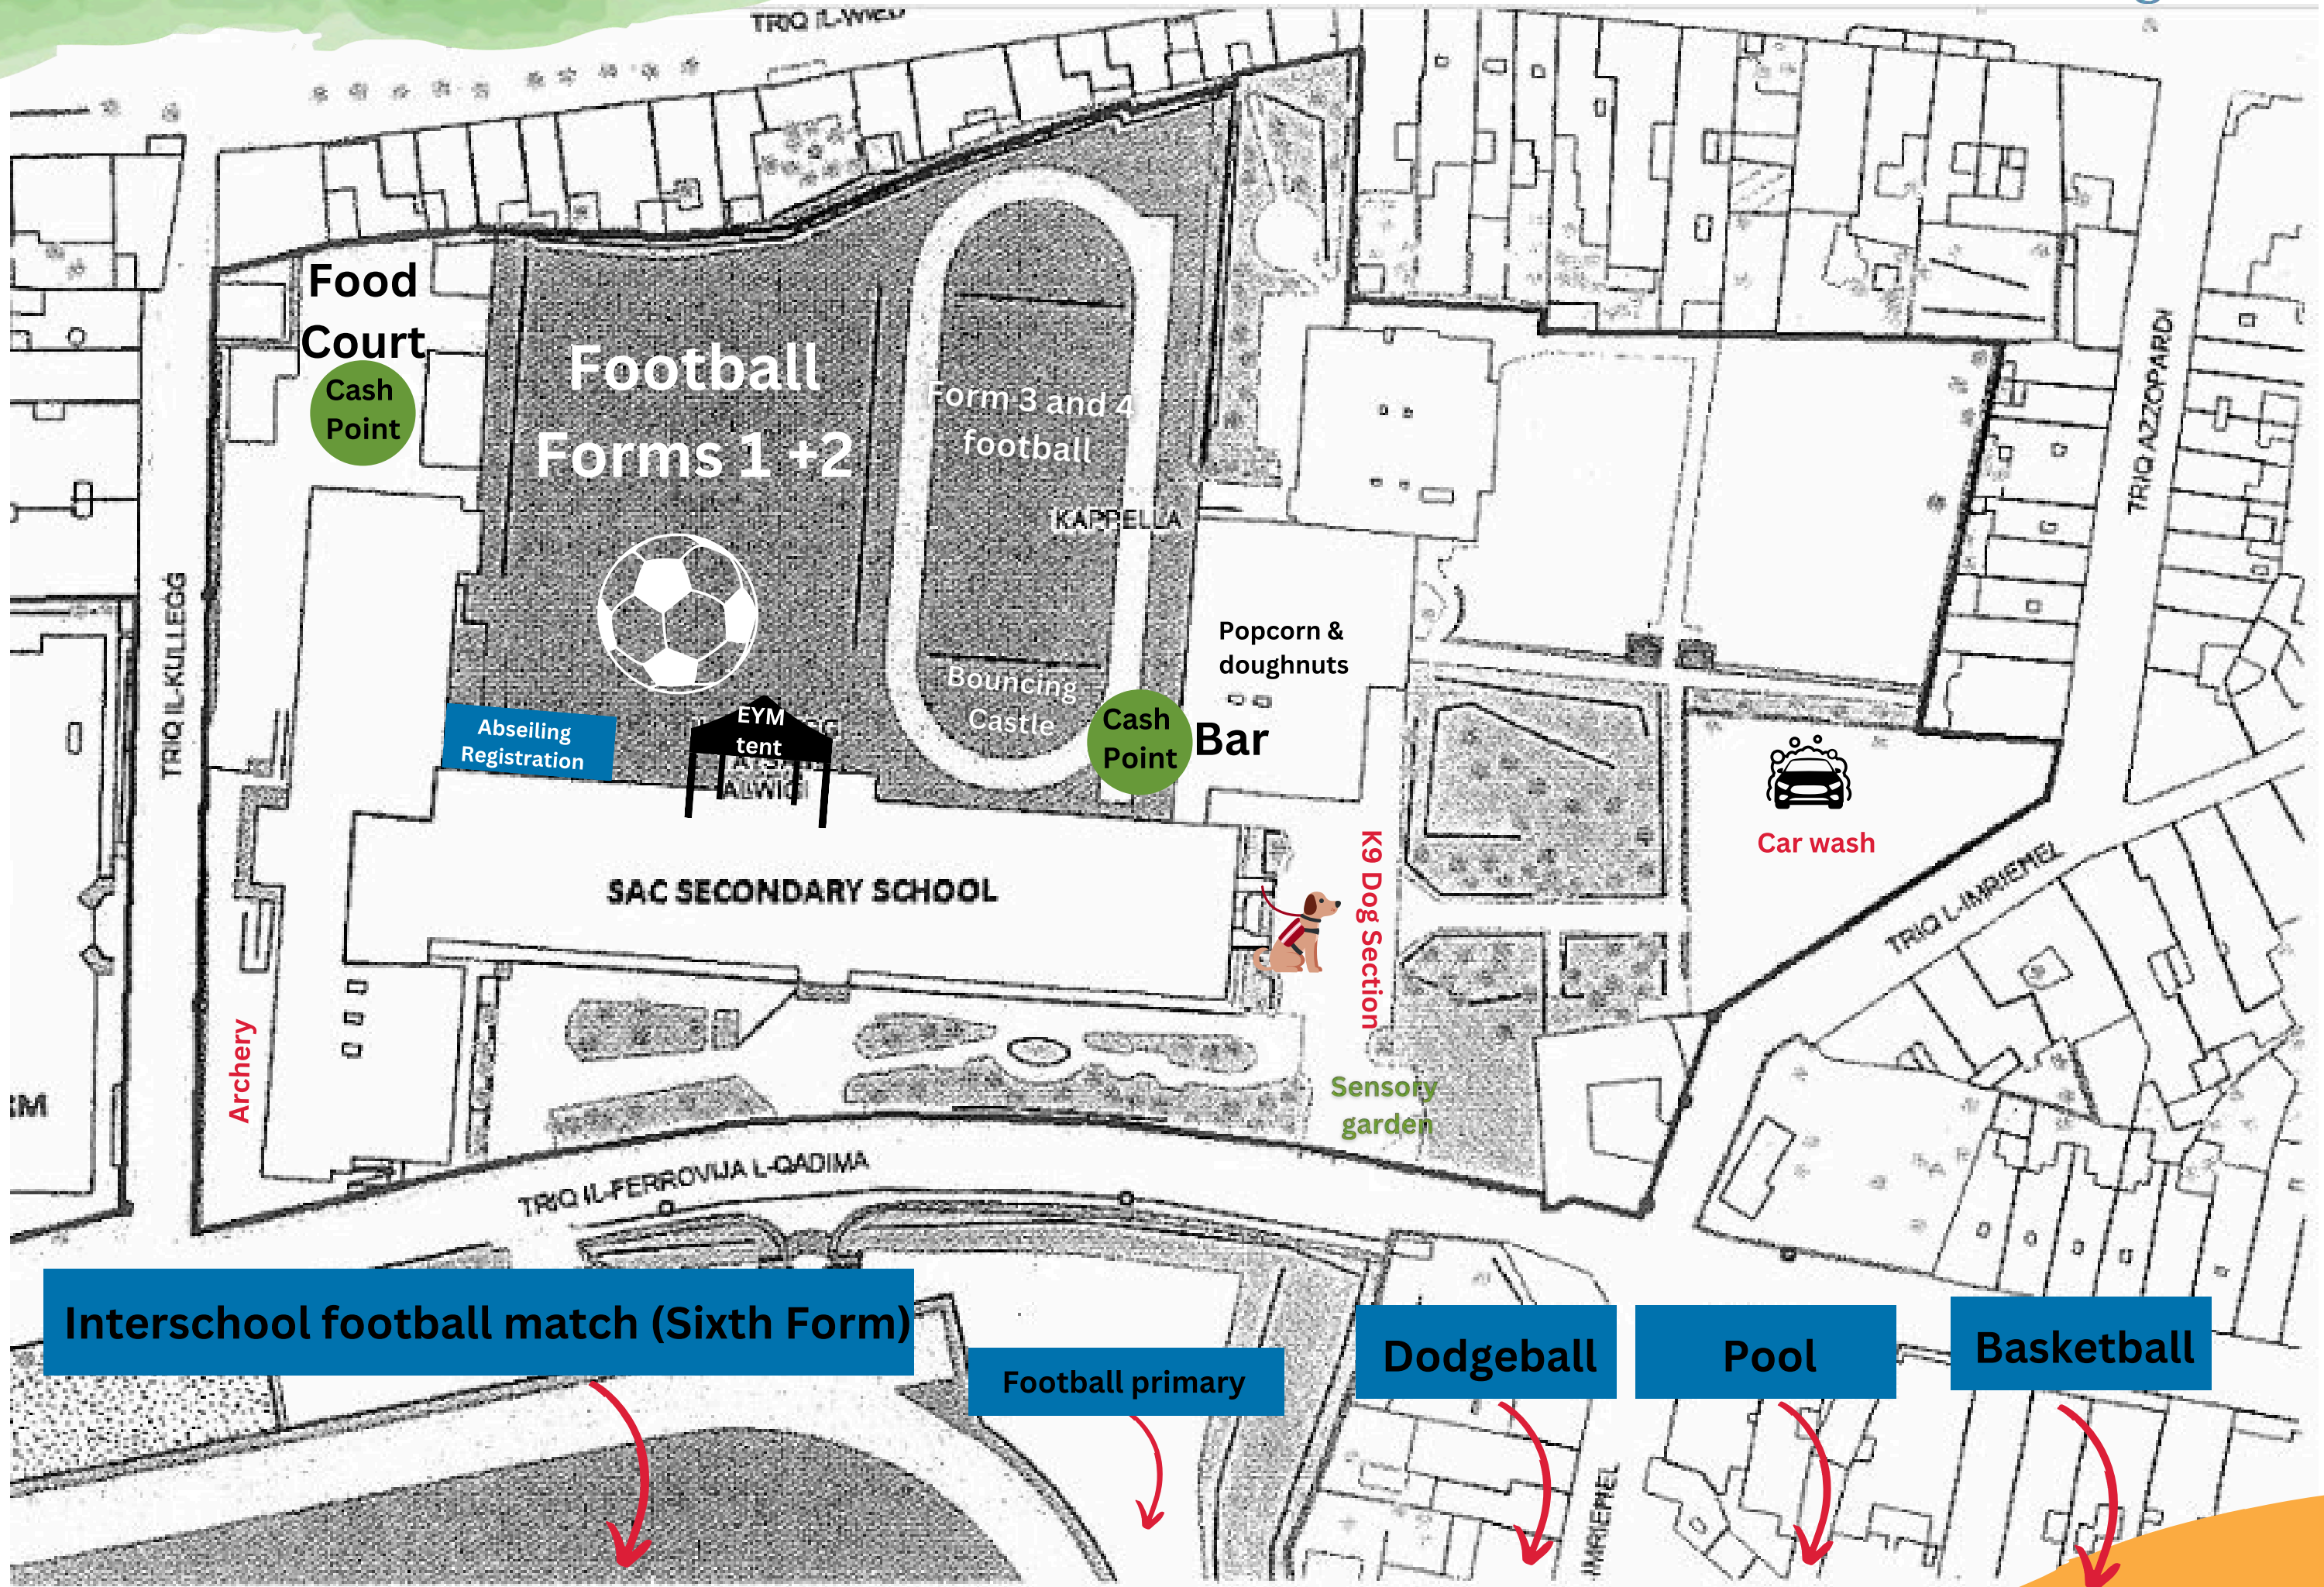 TRIQ IL-WIED
Food
Court
Cash
Point
Football
Forms 1 +2
Form 3 and 4
football
KAPPELLA
TRIQ AZZOPARDI
TRIQ IL-KULLEGG
Popcorn &
doughnuts
Bouncing
Castle
Cash
Point
Bar
Abseiling
Registration
EYM
tent
ALWIĠI
Car wash
K9 Dog Section
SAC SECONDARY SCHOOL
TRIQ L-IMRIEĦEL
Archery
Sensory
garden
TRIQ IL-FERROVIJA L-QADIMA
Interschool football match (Sixth Form)
Football primary
Dodgeball
Pool
Basketball
IMRIEĦEL